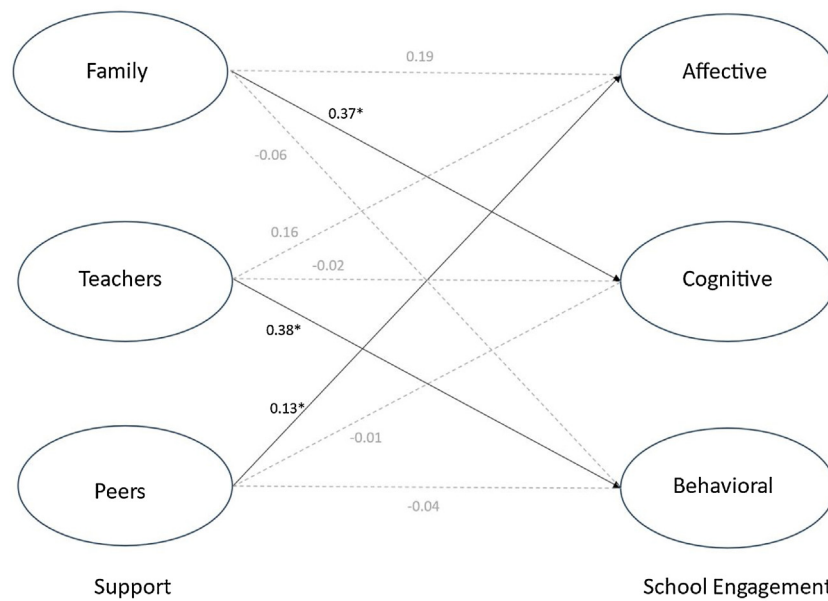 0.19
Family
Affective
0.37*
-0.06
0.16
-0.02
Teachers
Cognitive
0.38*
0.13*
-0.01
Peers
Behavioral
-0.04
Support
School Engagement